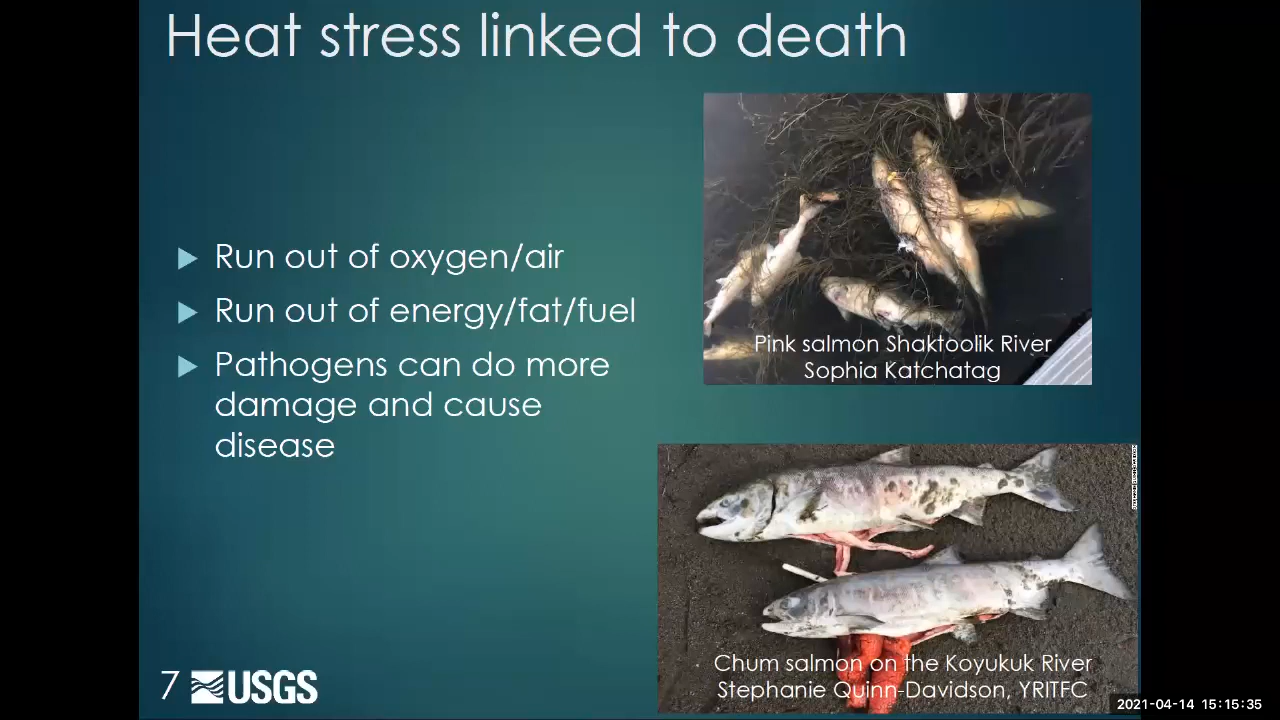 Heat stress linked to death
Run out of oxygen/air
Run out of energy/fat/fuel
Pathogens can do more
damage and cause
disease
Pink salmon Shaktoolik River
Sophia Katchatag
Chum salmon on the Koyukuk River
Stephanie Quinn-Davidson, YRITFC
7 USGS
2021-04-14 15:15:35